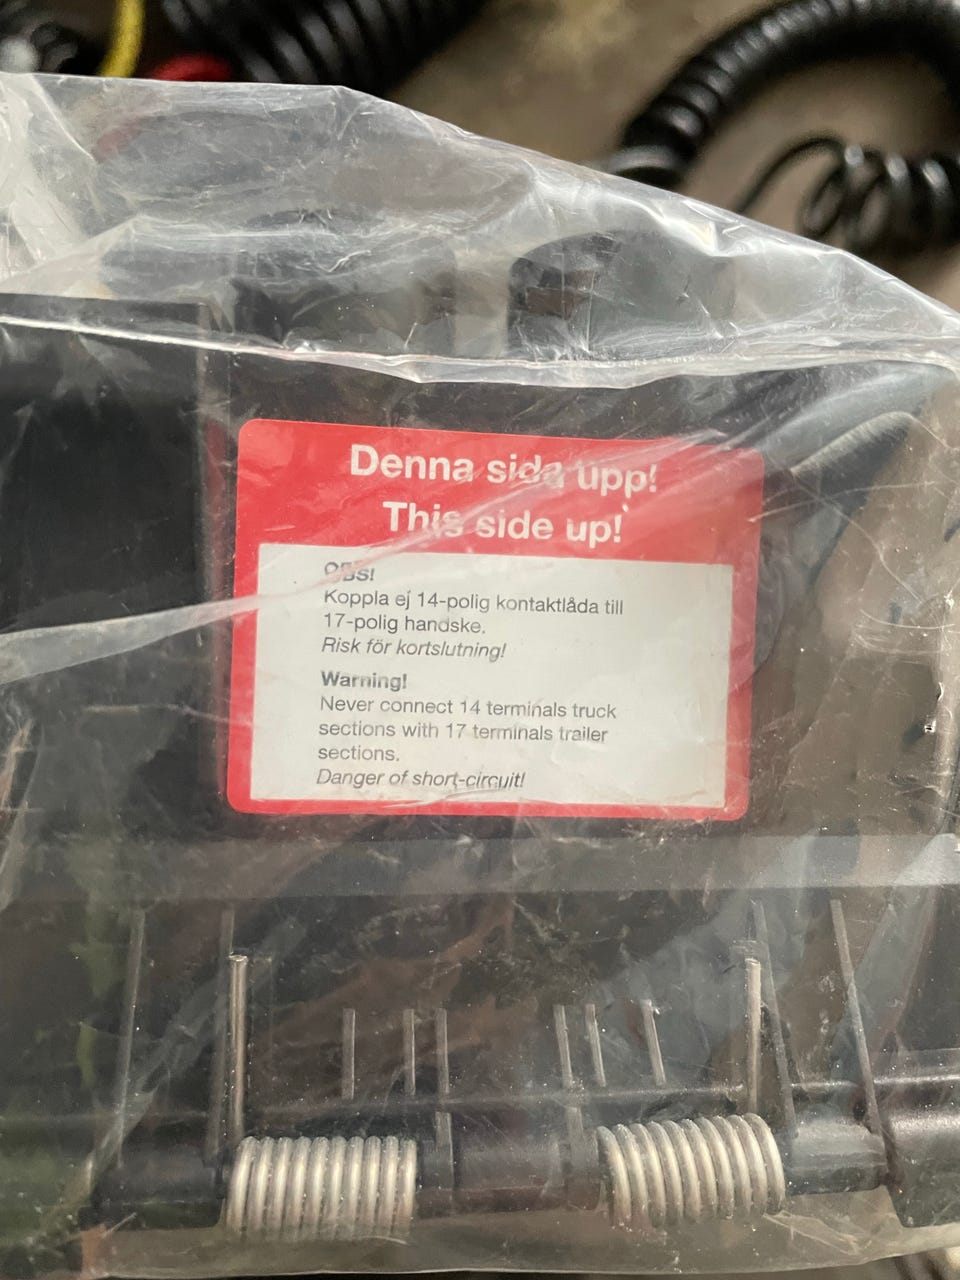 Denna sida upp!
This side up!
OBS!
Koppla ej 14-polig kontaktlåda till
17-polig handske.
Risk för kortslutning!
Warning!
Never connect 14 terminals truck
sections with 17 terminals trailer
sections.
Danger of short-circuit!